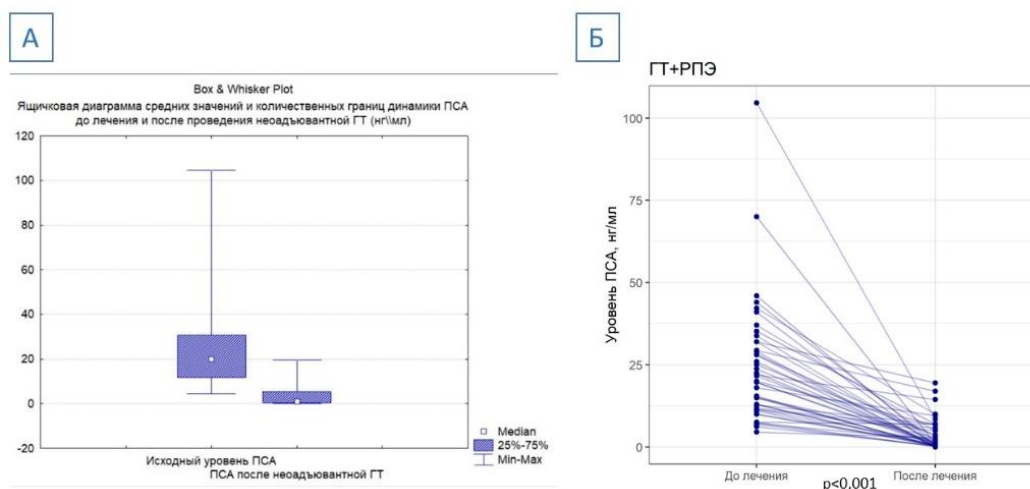 А
Box & Whisker Plot
Ящичковая диаграмма средних значений и количественных границ динамики ПСА
до лечения и после проведения неоадъювантной ГТ (нг\\мл)
120
100
80
60
40
20
0
-20
Исходный уровень ПСА
ПСА после неоадъювантной ГТ
Median
25%-75%
Min-Max
Б
ГТ+РПЭ
Уровень ПСА, нг/мл
100
75
50
25
0
До лечения
После лечения
p<0,001